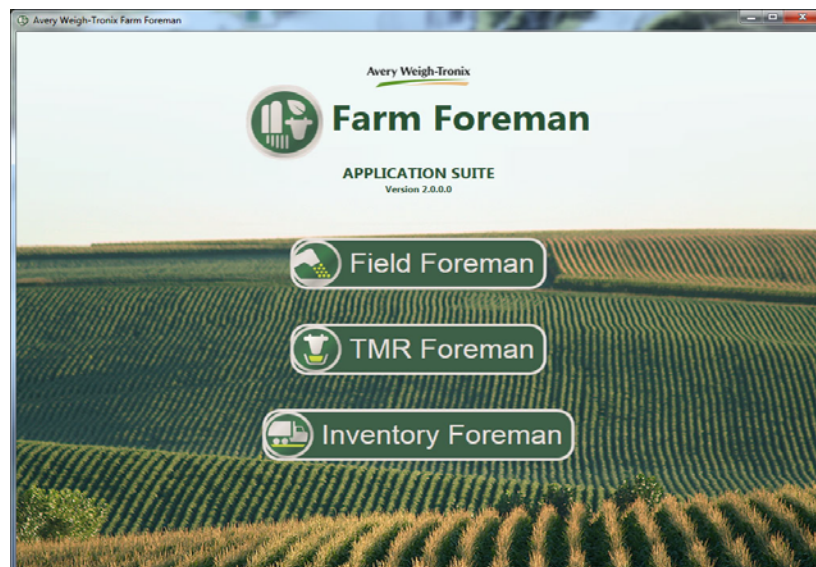 Avery Weigh-Tronix Farm Foreman
Avery Weigh-Tronix
Farm Foreman
APPLICATION SUITE
Version 2.0.0.0
Field Foreman
TMR Foreman
Inventory Foreman